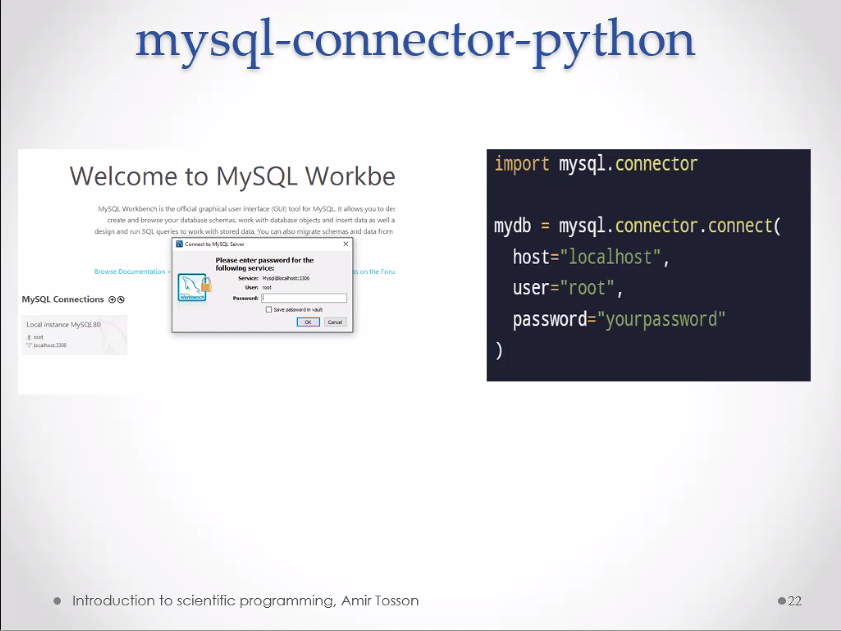 mysql-connector-python
Welcome to MySQL Workbe
MySQL Workbench is the official graphical user interface (GUI) tool for MySQL. It allows you to des
create and browse your database schemas, work with database objects and insert data as well a
design and run SQL queries to work with stored data. You can also migrate schemas and data from
Connect to MySQL Server
Please enter password for the
following service:
Service: Mysql@localhost:3306
User: root
Password:
Save password in vault
OK Cancel
Browse Documentation
on the Foru
MySQL Connections
Local instance MySQL80
root
localhost:3306
import mysql.connector
mydb = mysql.connector.connect(
host="localhost",
user="root",
password="yourpassword"
)
Introduction to scientific programming, Amir Tosson
22